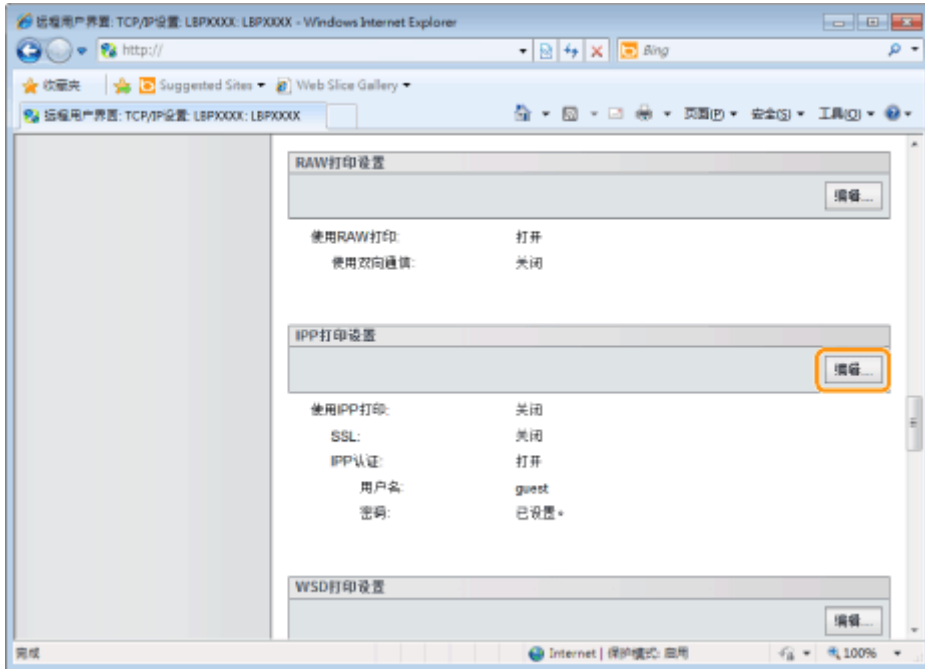 远程用户界面: TCP/IP设置: LBPXXXX: LBPXXXX - Windows Internet Explorer
http://
Bing
收藏夹 Suggested Sites Web Slice Gallery
远程用户界面: TCP/IP设置: LBPXXXX: LBPXXXX 页面(P) 安全(S) 工具(O)
RAW打印设置
编辑...
使用RAW打印: 打开
使用双向通信: 关闭
IPP打印设置
编辑...
使用IPP打印: 关闭
SSL: 关闭
IPP认证: 打开
用户名: guest
密码: 已设置。
WSD打印设置
编辑...
完成 Internet | 保护模式: 启用 100%